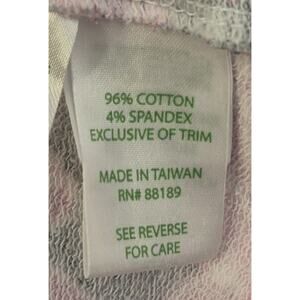 96% COTTON
4% SPANDEX
EXCLUSIVE OF TRIM
MADE IN TAIWAN
RN# 88189
SEE REVERSE
FOR CARE